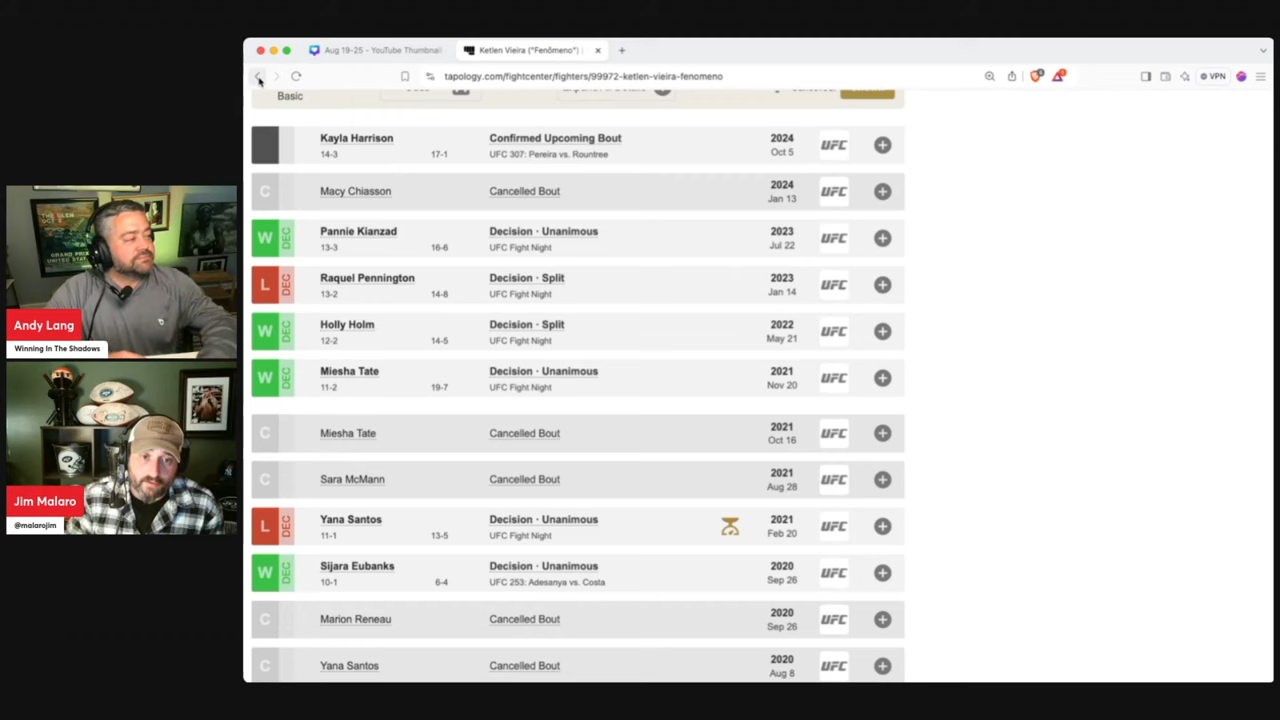 Aug 19-25 - YouTube Thumbnail
Ketlen Vieira ("Fenômeno") |
tapology.com/fightcenter/fighters/99972-ketlen-vieira-fenomeno
VPN
Basic
Kayla Harrison
14-3
17-1
Confirmed Upcoming Bout
UFC 307: Pereira vs. Rountree
2024
Oct 5
UFC
C
Macy Chiasson
Cancelled Bout
2024
Jan 13
UFC
W
DEC
Pannie Kianzad
13-3
16-6
Decision · Unanimous
UFC Fight Night
2023
Jul 22
UFC
L
DEC
Raquel Pennington
13-2
14-8
Decision · Split
UFC Fight Night
2023
Jan 14
UFC
W
DEC
Holly Holm
12-2
14-5
Decision · Split
UFC Fight Night
2022
May 21
UFC
W
DEC
Miesha Tate
11-2
19-7
Decision · Unanimous
UFC Fight Night
2021
Nov 20
UFC
C
Miesha Tate
Cancelled Bout
2021
Oct 16
UFC
C
Sara McMann
Cancelled Bout
2021
Aug 28
UFC
L
DEC
Yana Santos
11-1
13-5
Decision · Unanimous
UFC Fight Night
2021
Feb 20
UFC
W
DEC
Sijara Eubanks
10-1
6-4
Decision · Unanimous
UFC 253: Adesanya vs. Costa
2020
Sep 26
UFC
C
Marion Reneau
Cancelled Bout
2020
Sep 26
UFC
C
Yana Santos
Cancelled Bout
2020
Aug 8
UFC
THE GLEN
GRAND PRIX
UNITED STATES
Andy Lang
Winning In The Shadows
Jim Malaro
@malarojim